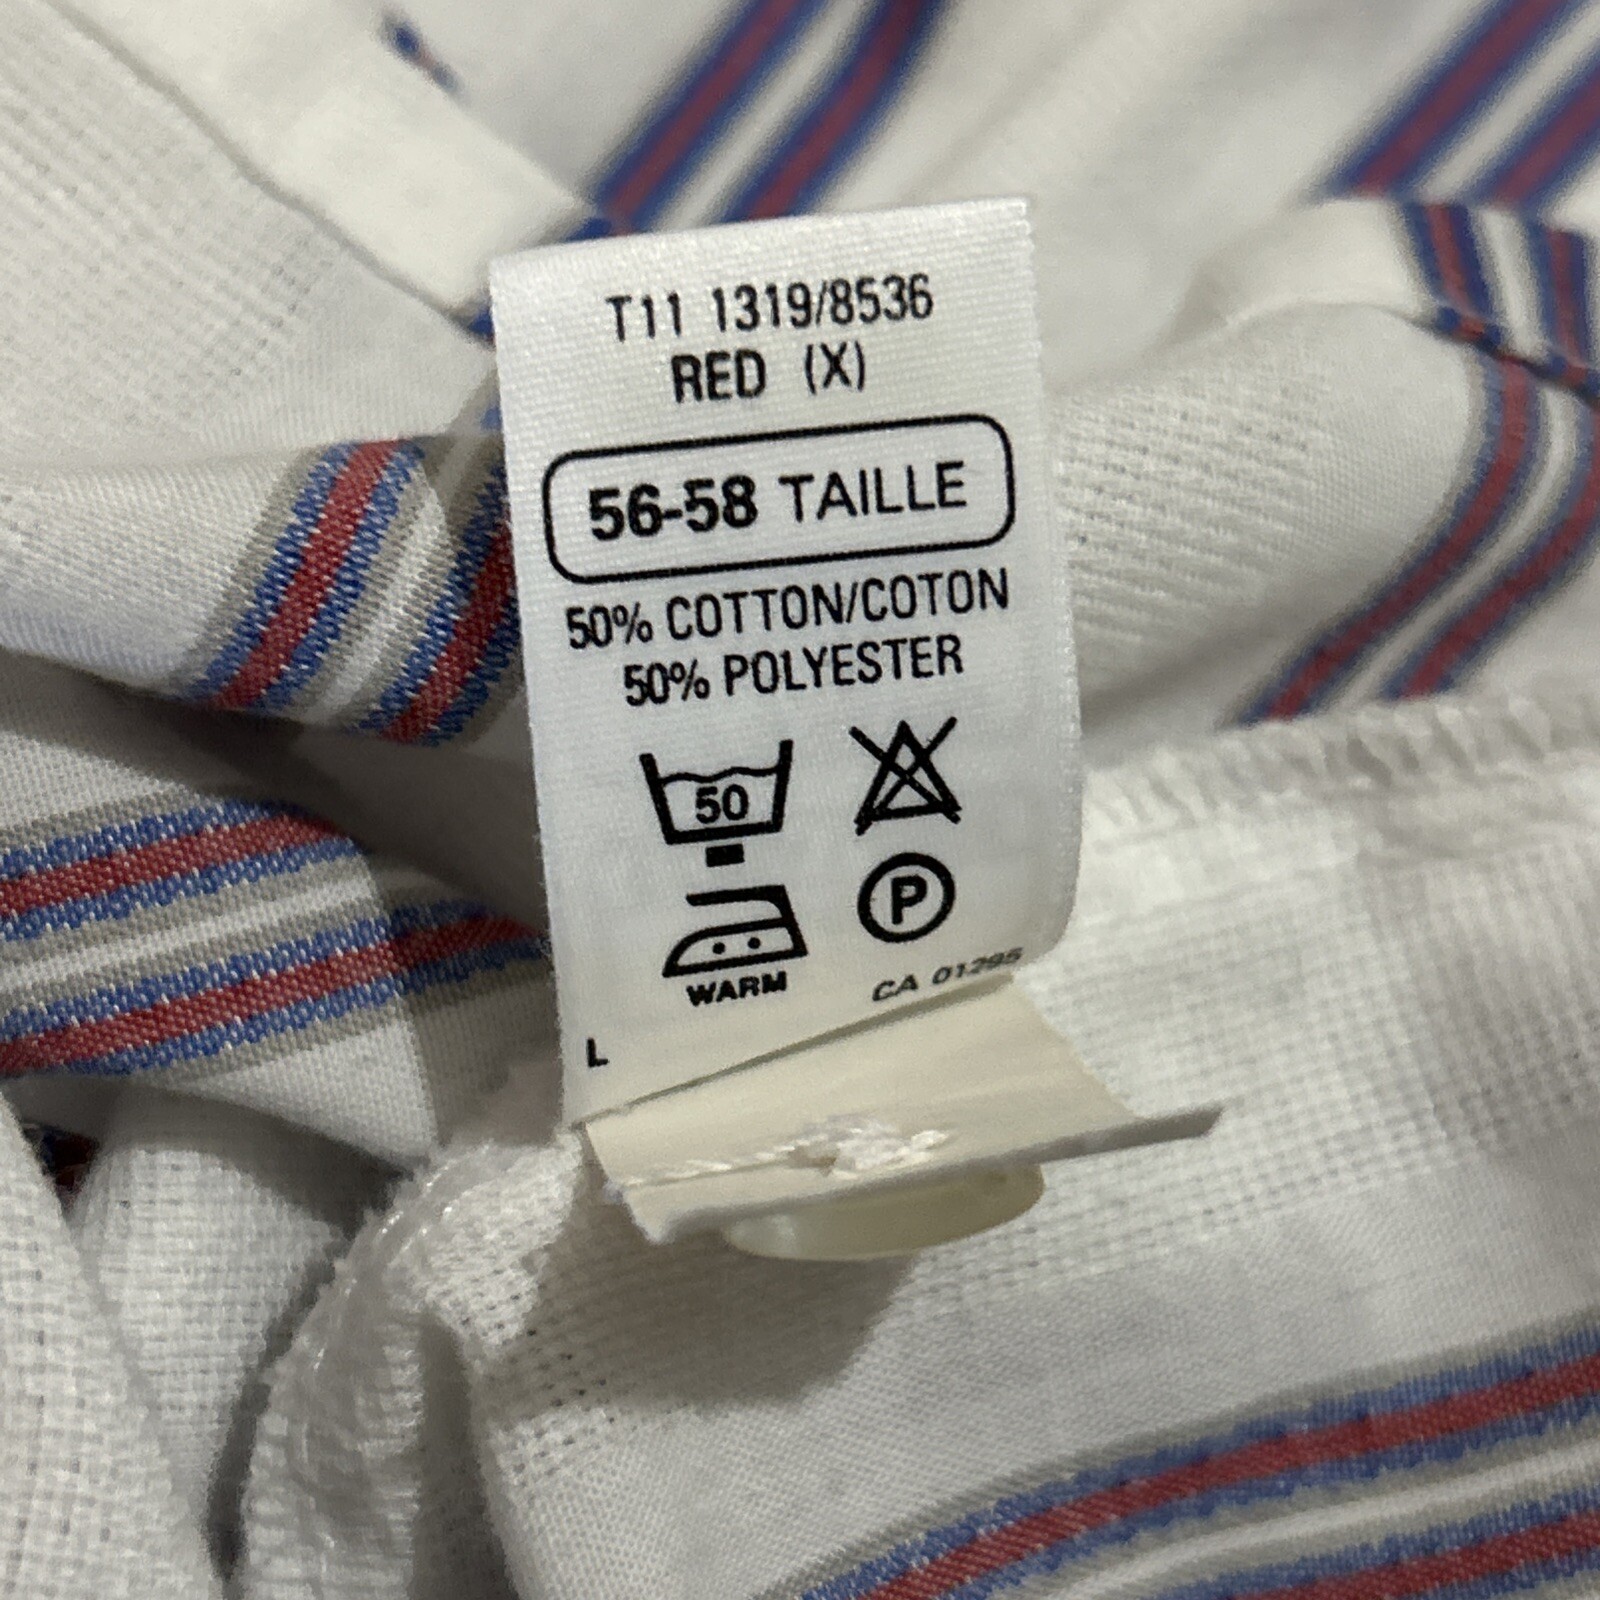 T11 1319/8536
RED (X)
56-58 TAILLE
50% COTTON/COTON
50% POLYESTER
50
P
WARM
CA 01295
L